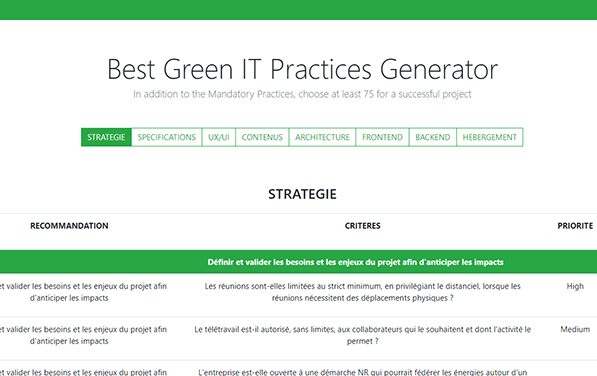 Best Green IT Practices Generator
In addition to the Mandatory Practices, choose at least 75 for a successful project
STRATEGIE SPECIFICATIONS UX/UI CONTENUS ARCHITECTURE FRONTEND BACKEND HEBERGEMENT
STRATEGIE
RECOMMANDATION CRITERES PRIORITE
Définir et valider les besoins et les enjeux du projet afin d'anticiper les impacts
et valider les besoins et les enjeux du projet afin
d'anticiper les impacts
Les réunions sont-elles limitées au strict minimum, en privilégiant le distanciel, lorsque les
réunions nécessitent des déplacements physiques ?
High
et valider les besoins et les enjeux du projet afin
d'anticiper les impacts
Le télétravail est-il autorisé, sans limites, aux collaborateurs qui le souhaitent et dont l'activité le
permet ?
Medium
et valider les besoins et les enjeux du projet afin
L'entreprise est-elle ouverte à une démarche NR qui pourrait fédérer les énergies autour d'un